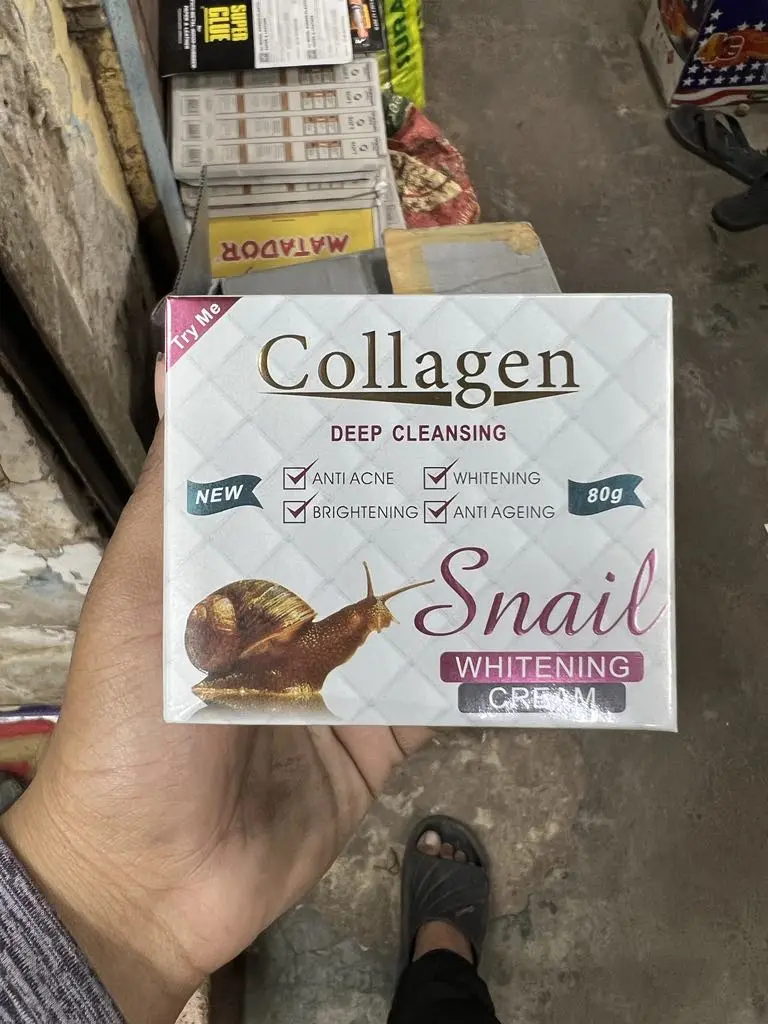 SUPER
GLUE
MATADOR
Try Me
Collagen
DEEP CLEANSING
NEW
ANTI ACNE
WHITENING
BRIGHTENING
ANTI AGEING
80g
Snail
WHITENING
CREAM